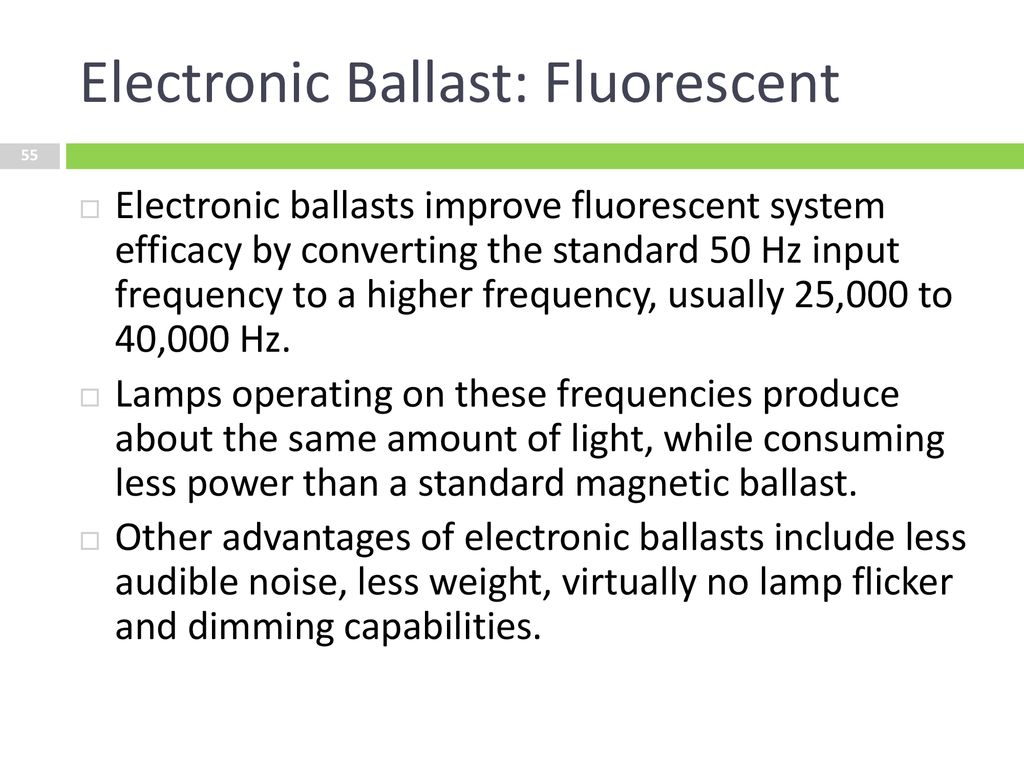 Electronic Ballast: Fluorescent
55
Electronic ballasts improve fluorescent system
efficacy by converting the standard 50 Hz input
frequency to a higher frequency, usually 25,000 to
40,000 Hz.
Lamps operating on these frequencies produce
about the same amount of light, while consuming
less power than a standard magnetic ballast.
Other advantages of electronic ballasts include less
audible noise, less weight, virtually no lamp flicker
and dimming capabilities.